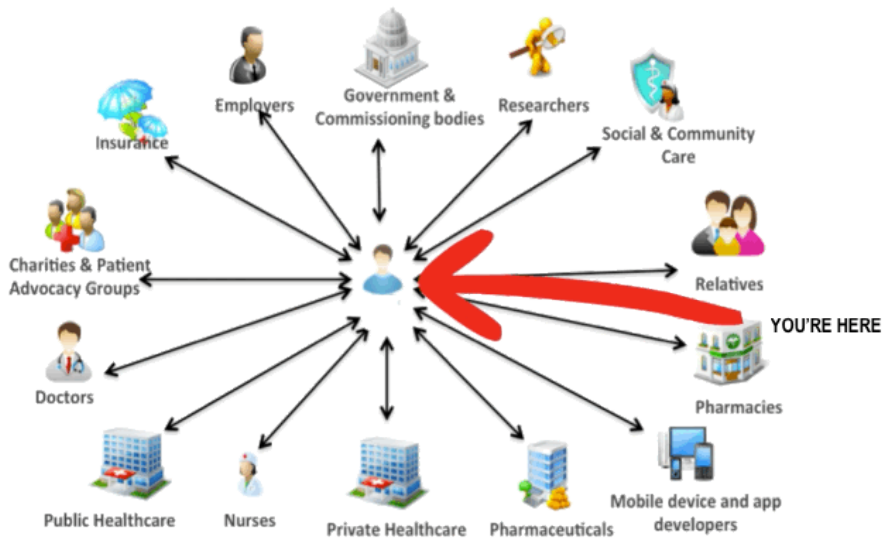 Employers
Government &
Commissioning bodies
Researchers
Insurance
Social & Community
Care
Charities & Patient
Advocacy Groups
Relatives
YOU'RE HERE
Doctors
Pharmacies
Public Healthcare
Nurses
Private Healthcare
Pharmaceuticals
Mobile device and app
developers